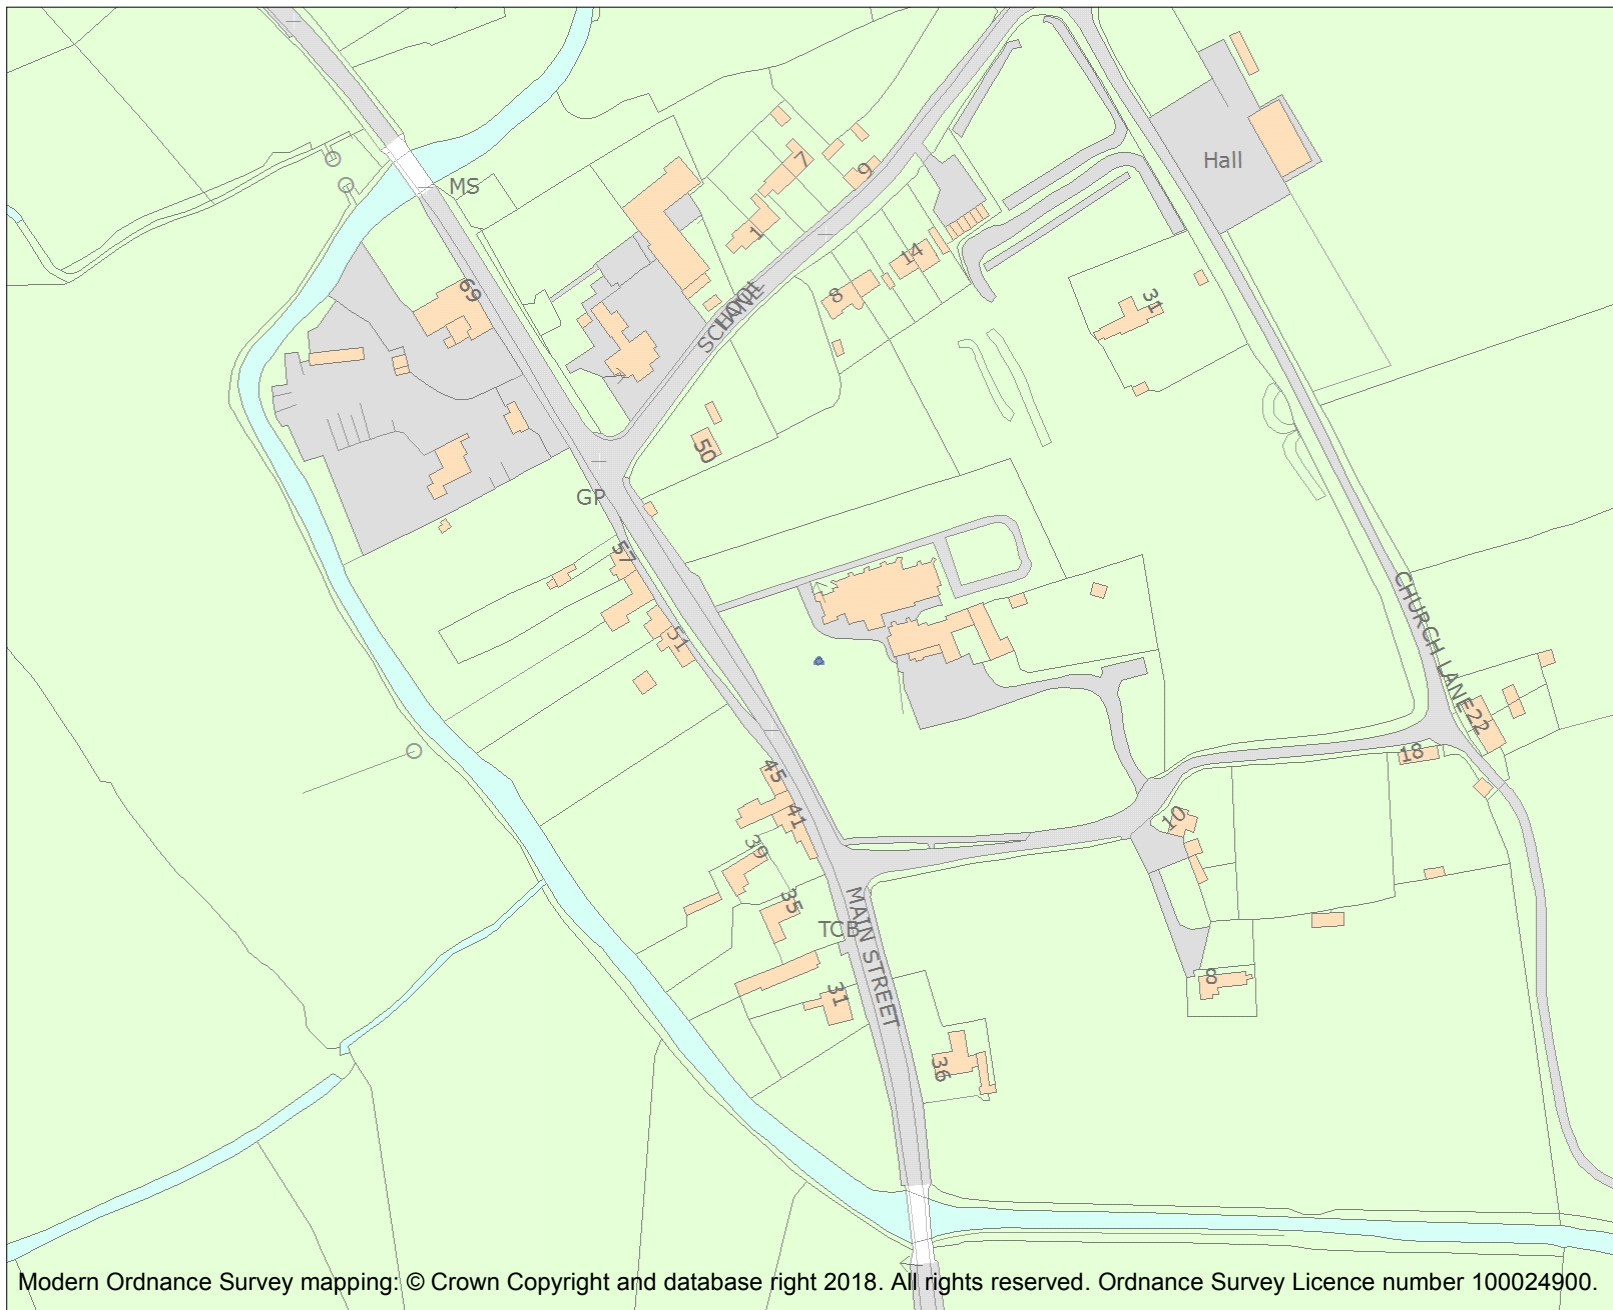 Hall
MS
7
9
1
14
69
8
31
SCHOOL LANE
50
GP
57
51
CHURCH LANE
22
18
45
41
10
39
35
TCB
MAIN STREET
8
31
36
Modern Ordnance Survey mapping: © Crown Copyright and database right 2018. All rights reserved. Ordnance Survey Licence number 100024900.